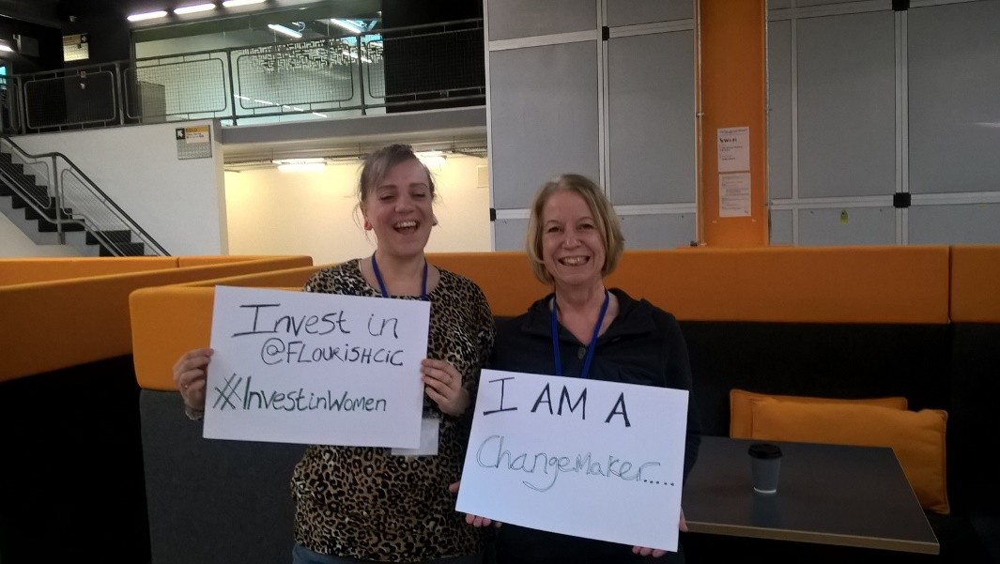 Invest in
@FLOURISHCIC
#InvestinWomen
I AM A
ChangeMaker.....